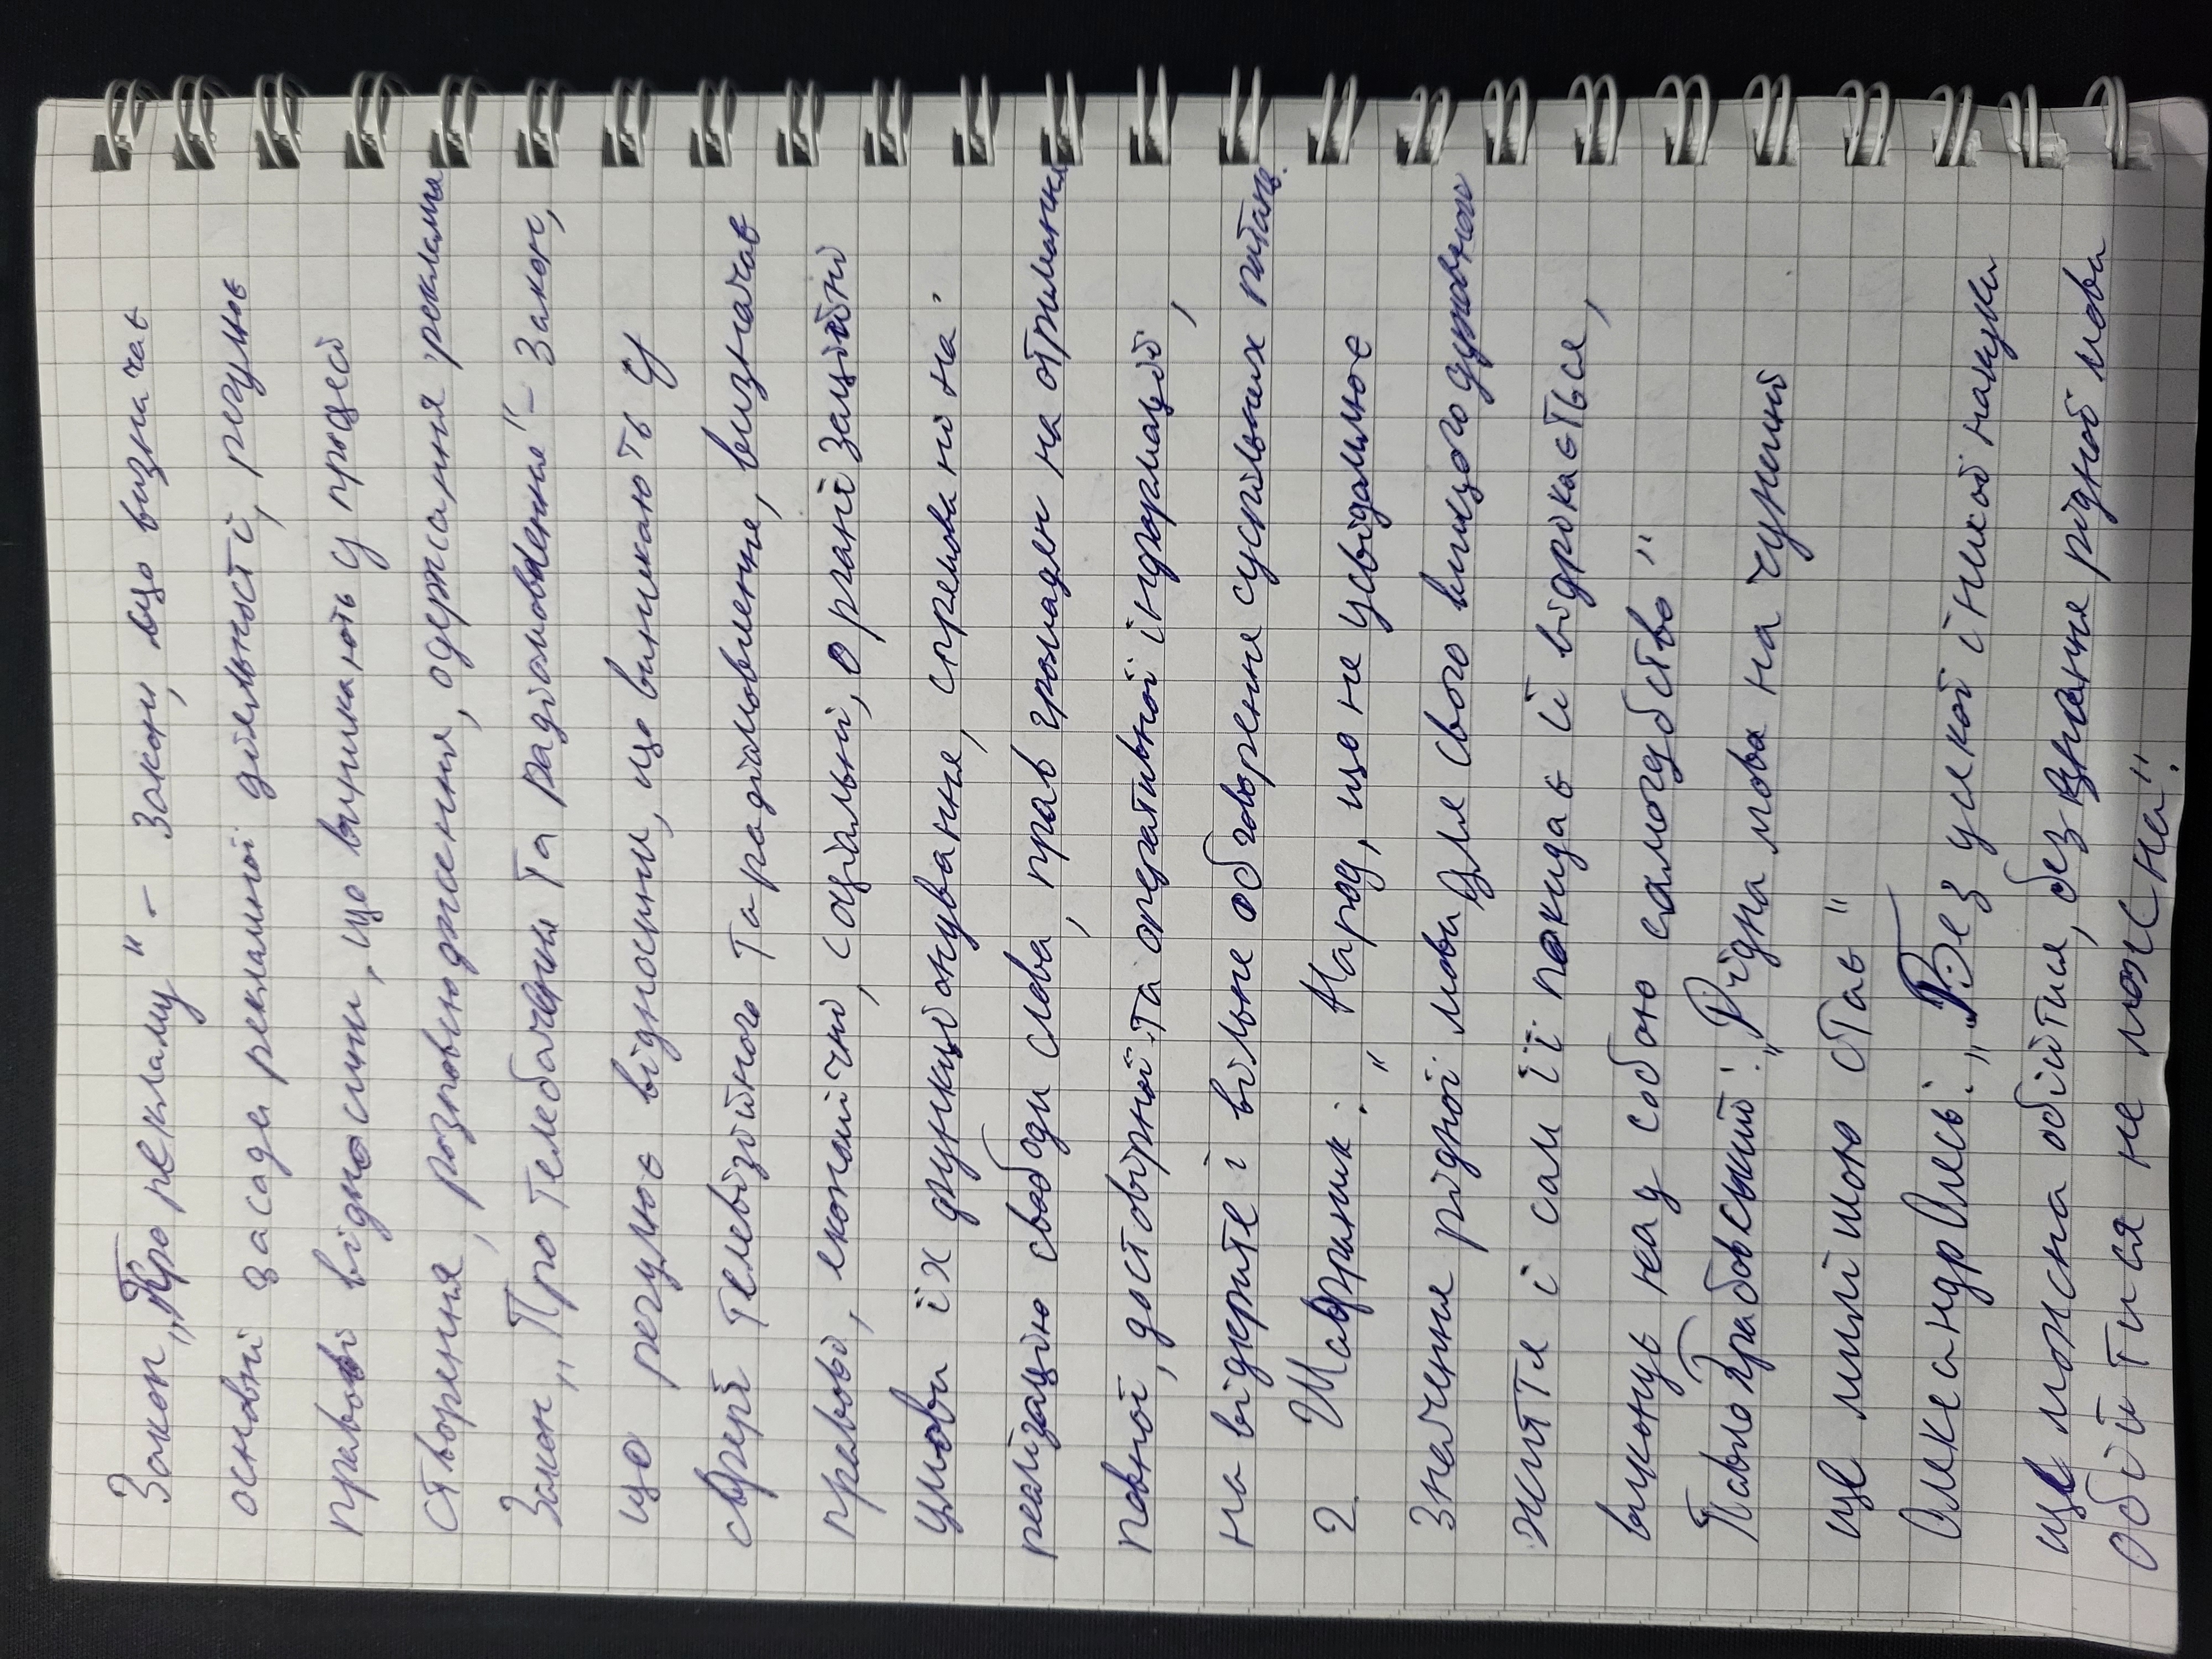 Закон „Про рекламу" – закон, що визначає
основні засади рекламної діяльності, регулює
правові відносини, що виникають у процесі
створення, розповсюдження, одержання реклами
Закон „Про телебачення та радіомовлення" – закон,
що регулює відносини, що виникають у
сфері телевізійного та радіомовлення, визначає
правові, економічні, соціальні, організаційні
умови їх функціонування, спрямовані на
реалізацію свободи слова, прав громадян на отримання
повної, достовірної та оперативної інформації,
на відкрите і вільне обговорення суспільних питань.
2. Шаффраник: „Народ, що не усвідомлює
значення рідної мови для свого вищого духовного
життя і сам її покидає й відрікається,
виконує над собою самогубство"
Павло Грабовський: „Рідна мова на чужині
ще милішою стає"
Олександр Олесь: „Без усякої іншої науки
ще можна обійтися, без знання рідної мови
обійтися не можна".